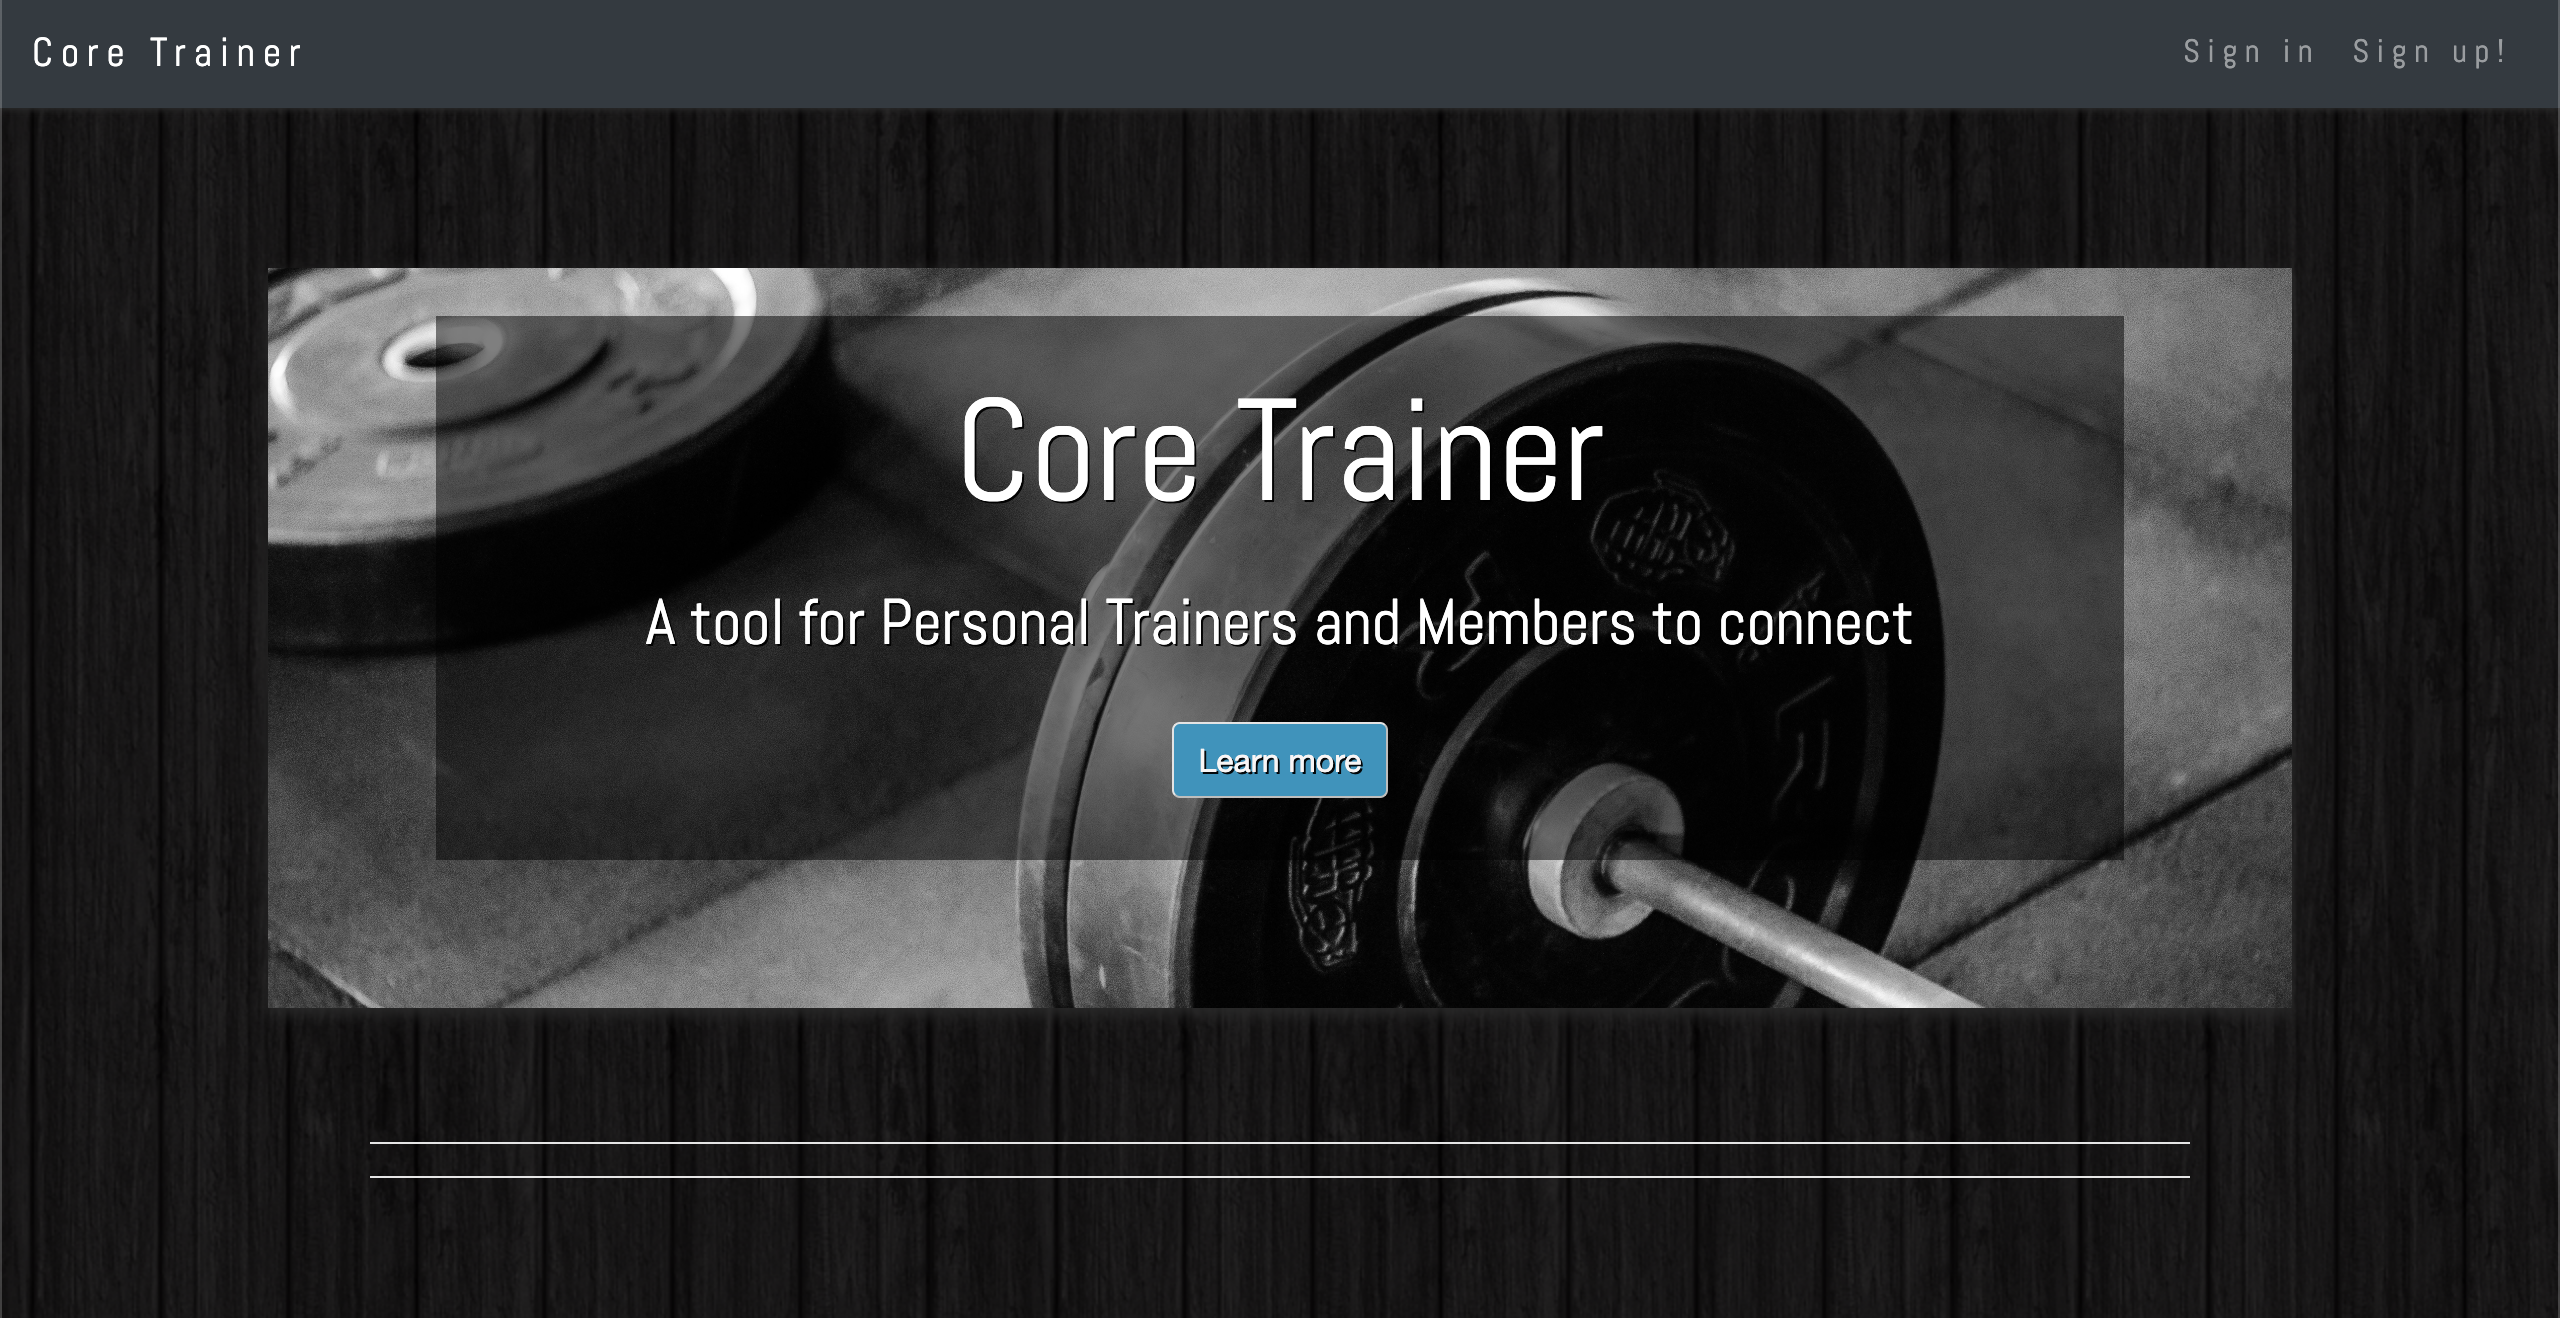 Core Trainer
Sign in Sign up!
Core Trainer
A tool for Personal Trainers and Members to connect
Learn more